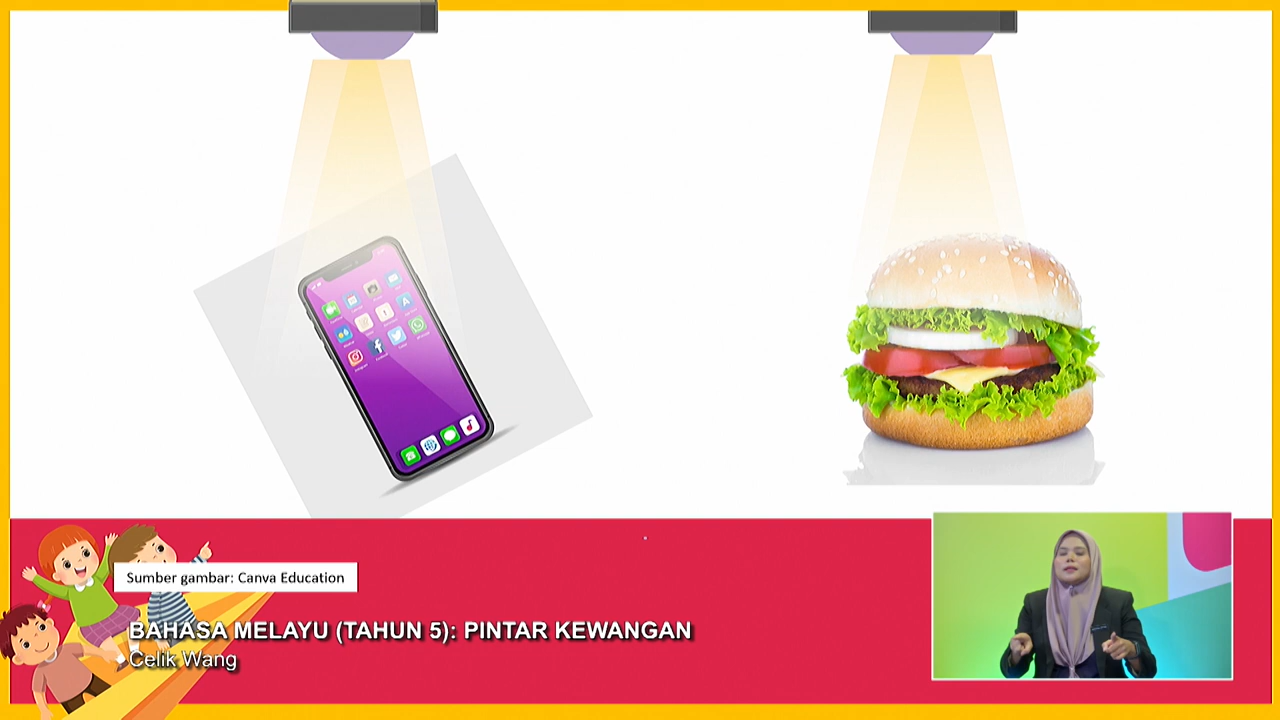 Sumber gambar: Canva Education
BAHASA MELAYU (TAHUN 5): PINTAR KEWANGAN
Celik Wang